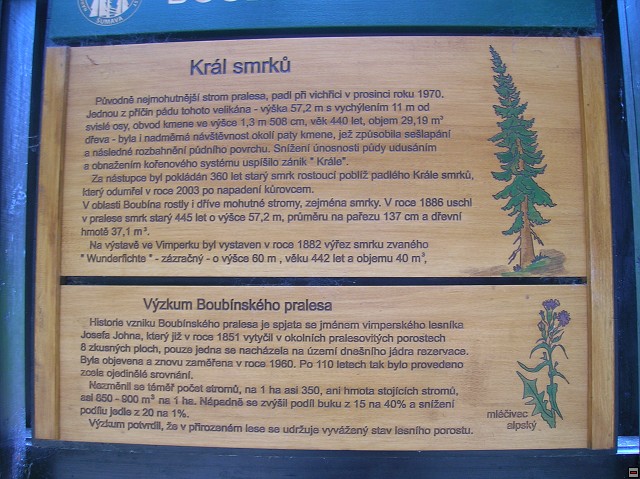 ŠUMAVA
Král smrků
Původně nejmohutnější strom pralesa, padl při vichřici v prosinci roku 1970.
Jednou z příčin pádu tohoto velikána - výška 57,2 m s vychýlením 11 m od
svislé osy, obvod kmene ve výšce 1,3 m 508 cm, věk 440 let, objem 29,19 m³
dřeva - byla i nadměrná návštěvnost okolí paty kmene, jež způsobila sešlapání
a následné rozbahnění půdního povrchu. Snížení únosnosti půdy udusáním
a obnažením kořenového systému uspíšilo zánik " Krále".
Za nástupce byl pokládán 360 let starý smrk rostoucí poblíž padlého Krále smrků,
který odumřel v roce 2003 po napadení kůrovcem.
V oblasti Boubína rostly i dříve mohutné stromy, zejména smrky. V roce 1886 uschl
v pralese smrk starý 445 let o výšce 57,2 m, průměru na pařezu 137 cm a dřevní
hmotě 37,1 m³.
Na výstavě ve Vimperku byl vystaven v roce 1882 výřez smrku zvaného
" Wunderfichte " - zázračný - o výšce 60 m , věku 442 let a objemu 40 m³,
Výzkum Boubínského pralesa
Historie vzniku Boubínského pralesa je spjata se jménem vimperského lesníka
Josefa Johna, který již v roce 1851 vytýčil v okolních pralesovitých porostech
8 zkusných ploch, pouze jedna se nacházela na území dnešního jádra rezervace.
Byla objevena a znovu zaměřena v roce 1960. Po 110 letech tak bylo provedeno
zcela ojedinělé srovnání.
Nezměnil se téměř počet stromů, na 1 ha asi 350, ani hmota stojících stromů,
asi 650 - 900 m³ na 1 ha. Nápadně se zvýšil podíl buku z 15 na 40% a snížení
podílu jedle z 20 na 1%.
Výzkum potvrdil, že v přirozeném lese se udržuje vyvážený stav lesního porostu.
mléčivec
alpský